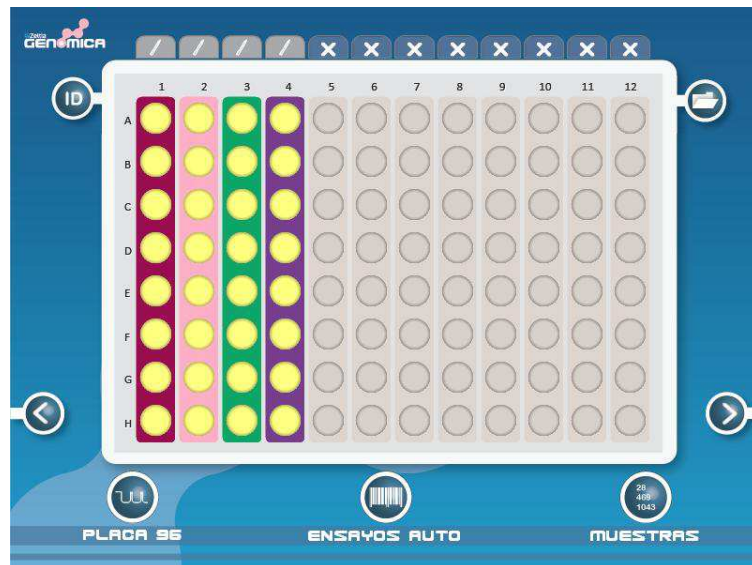 Zeltia
GENOMICA
ID
1 2 3 4 5 6 7 8 9 10 11 12
A
B
C
D
E
F
G
H
28
469
1043
PLACA 96 ENSAYOS AUTO MUESTRAS